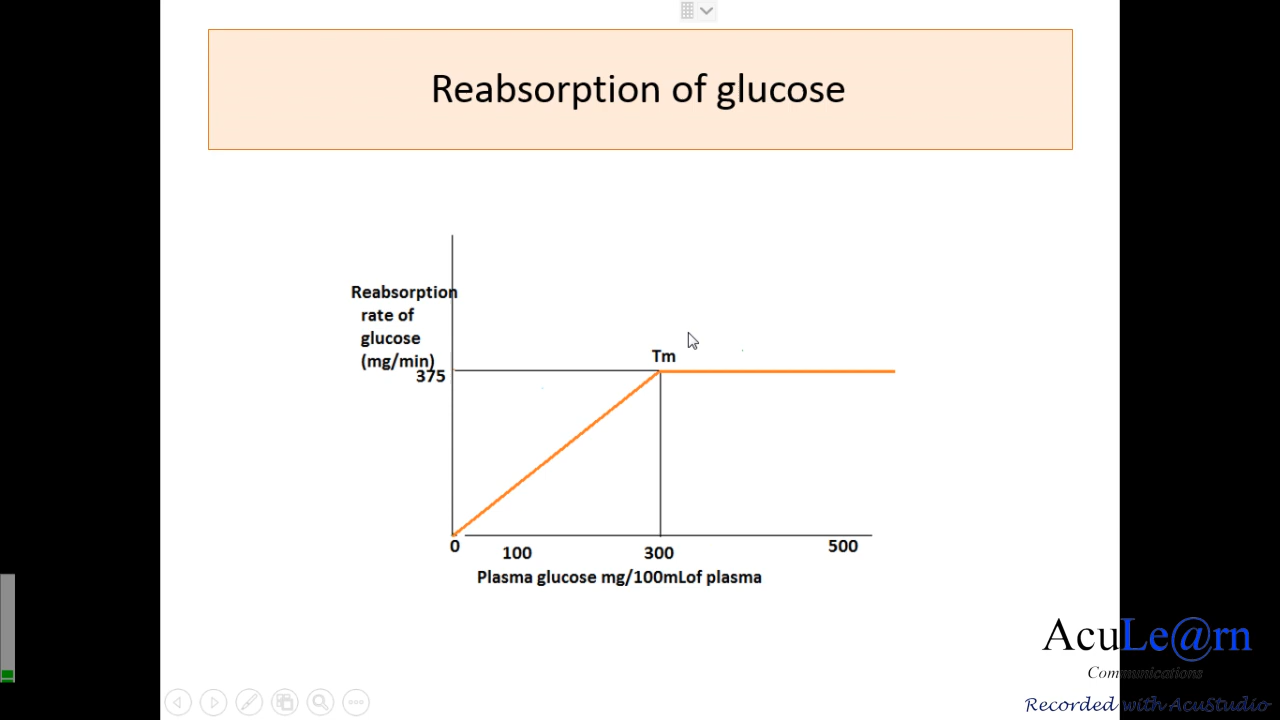 Reabsorption of glucose
Reabsorption
rate of
glucose
(mg/min)
375
Tm
0
100
300
500
Plasma glucose mg/100mLof plasma
AcuLe@rn
Communications
Recorded with AcuStudio